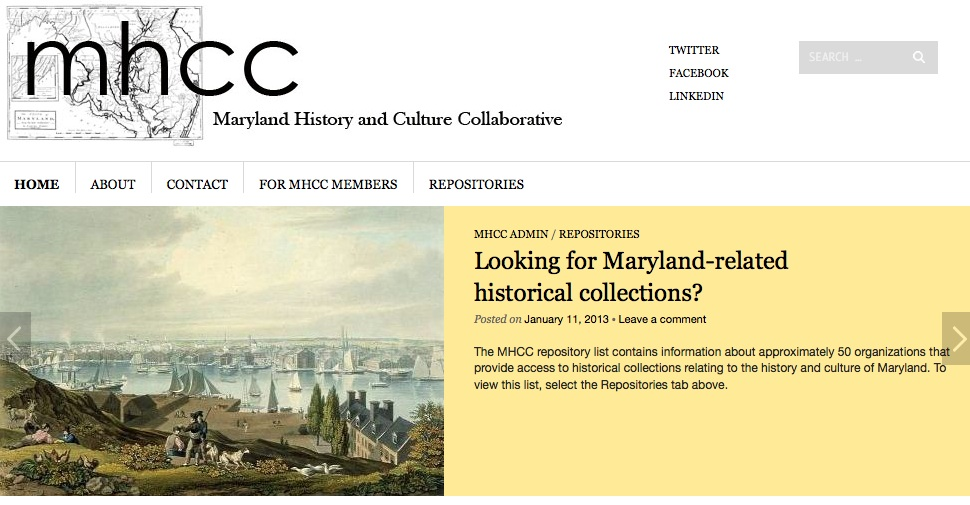 mhcc
Maryland History and Culture Collaborative
TWITTER
FACEBOOK
LINKEDIN
SEARCH …
HOME
ABOUT
CONTACT
FOR MHCC MEMBERS
REPOSITORIES
MHCC ADMIN / REPOSITORIES
Looking for Maryland-related
historical collections?
Posted on January 11, 2013 • Leave a comment
The MHCC repository list contains information about approximately 50 organizations that
provide access to historical collections relating to the history and culture of Maryland. To
view this list, select the Repositories tab above.